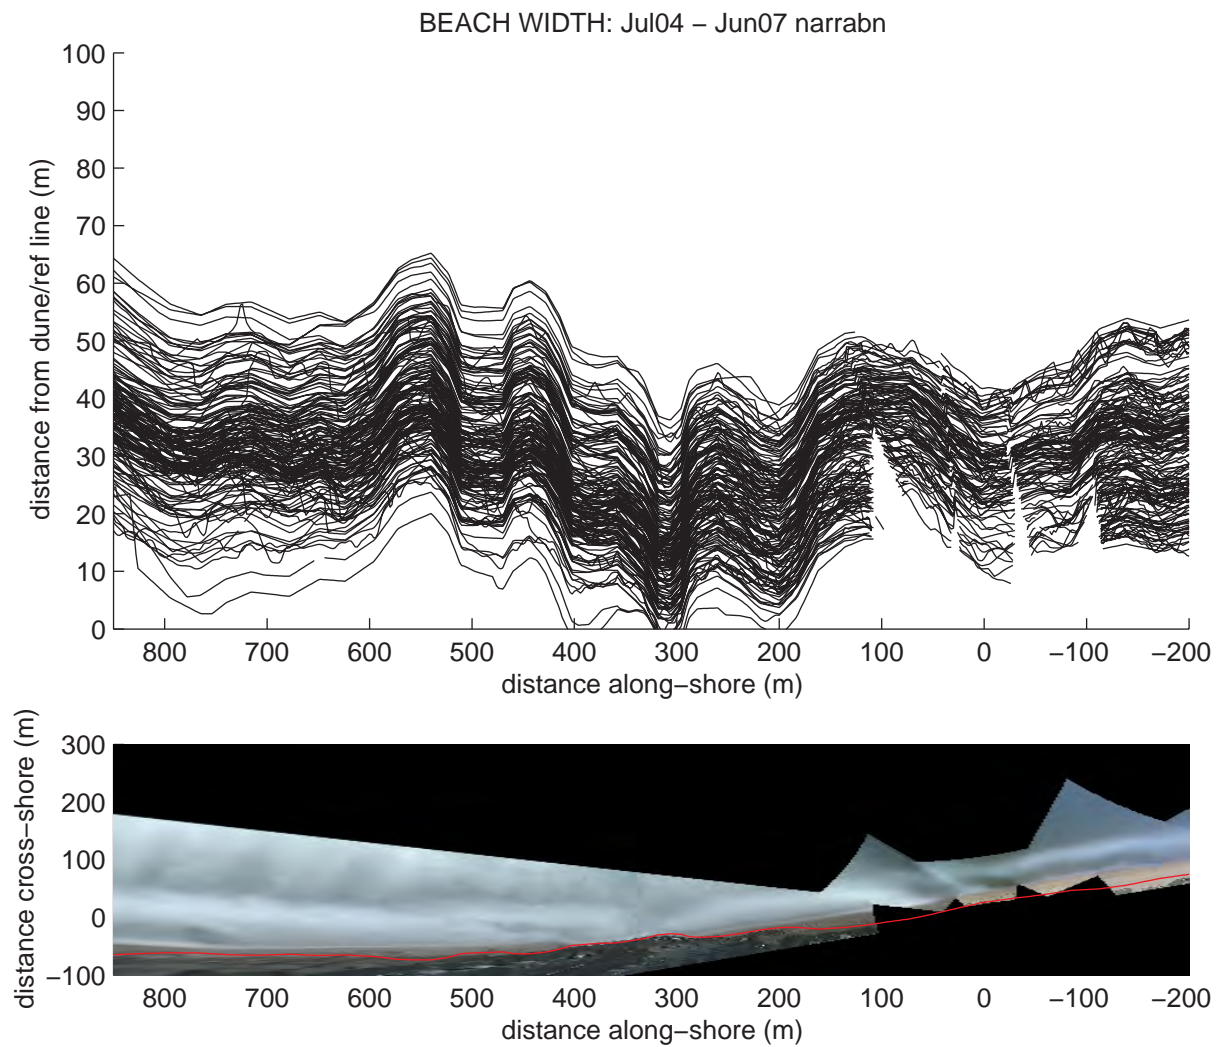 BEACH WIDTH: Jul04 − Jun07 narrabn
100
90
80
70
60
50
40
30
20
10
0
distance from dune/ref line (m)
800 700 600 500 400 300 200 100 0 −100 −200
distance along−shore (m)
300
200
100
0
−100
distance cross−shore (m)
800 700 600 500 400 300 200 100 0 −100 −200
distance along−shore (m)